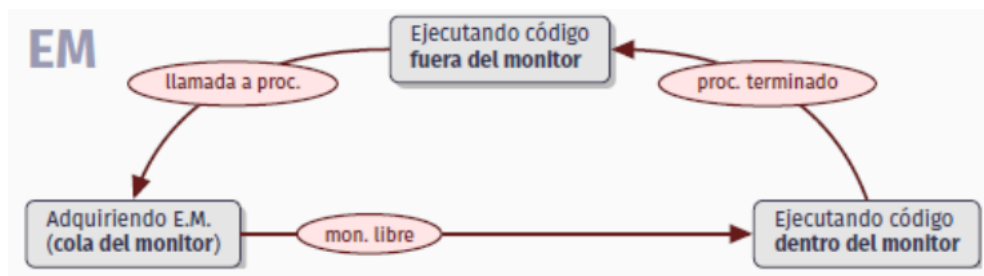 EM
Ejecutando código
fuera del monitor
llamada a proc.
proc. terminado
Adquiriendo E.M.
(cola del monitor)
mon. libre
Ejecutando código
dentro del monitor